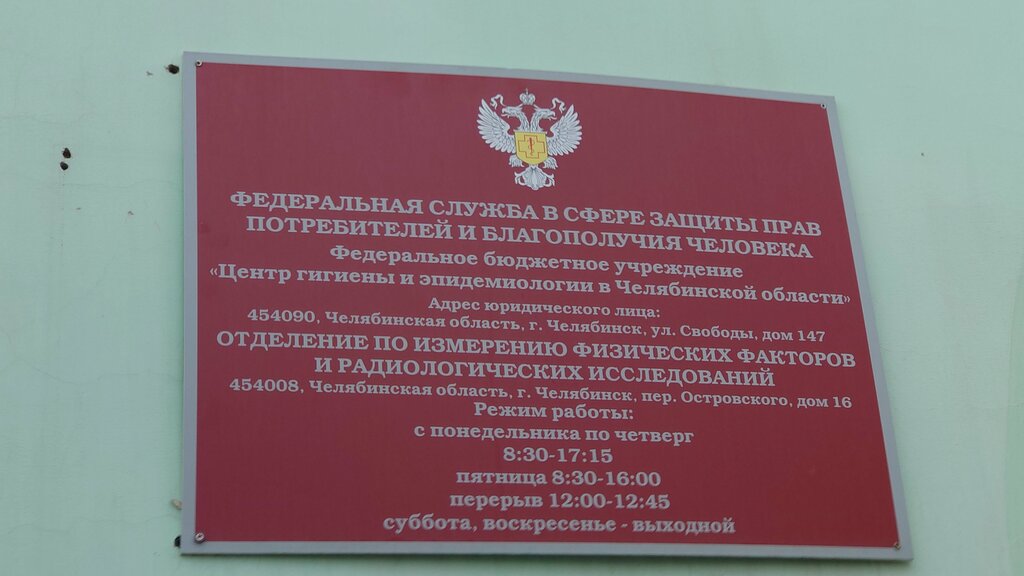 ФЕДЕРАЛЬНАЯ СЛУЖБА В СФЕРЕ ЗАЩИТЫ ПРАВ
ПОТРЕБИТЕЛЕЙ И БЛАГОПОЛУЧИЯ ЧЕЛОВЕКА
Федеральное бюджетное учреждение
«Центр гигиены и эпидемиологии в Челябинской области»
Адрес юридического лица:
454090, Челябинская область, г. Челябинск, ул. Свободы, дом 147
ОТДЕЛЕНИЕ ПО ИЗМЕРЕНИЮ ФИЗИЧЕСКИХ ФАКТОРОВ
И РАДИОЛОГИЧЕСКИХ ИССЛЕДОВАНИЙ
454008, Челябинская область, г. Челябинск, пер. Островского, дом 16
Режим работы:
с понедельника по четверг
8:30-17:15
пятница 8:30-16:00
перерыв 12:00-12:45
суббота, воскресенье - выходной